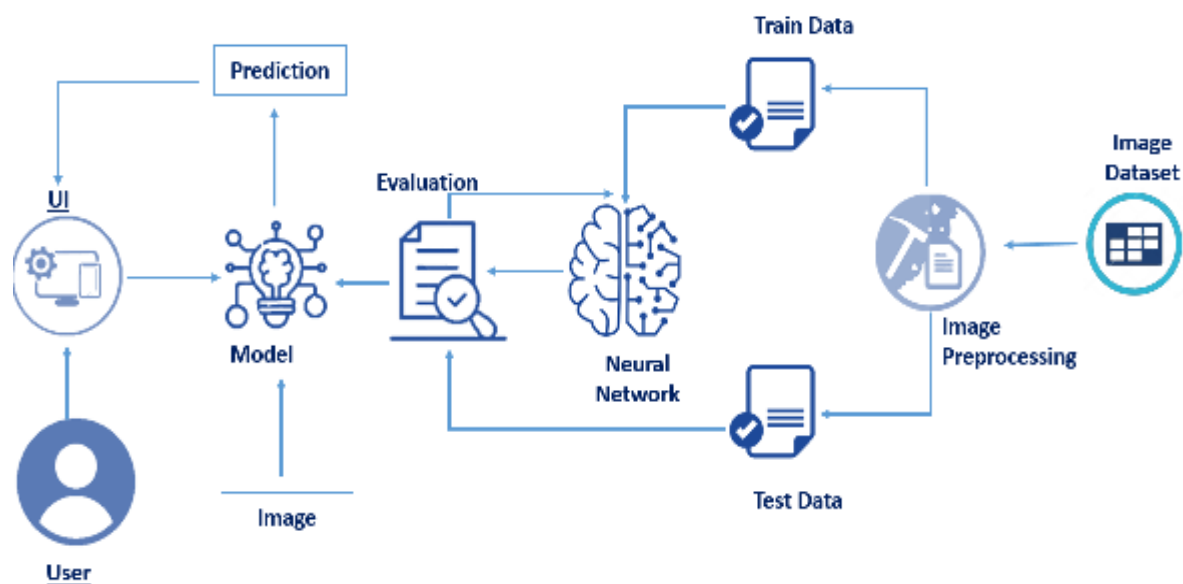 Train Data
Prediction
Image
Dataset
Evaluation
UI
Image
Preprocessing
Model
Neural
Network
Test Data
Image
User